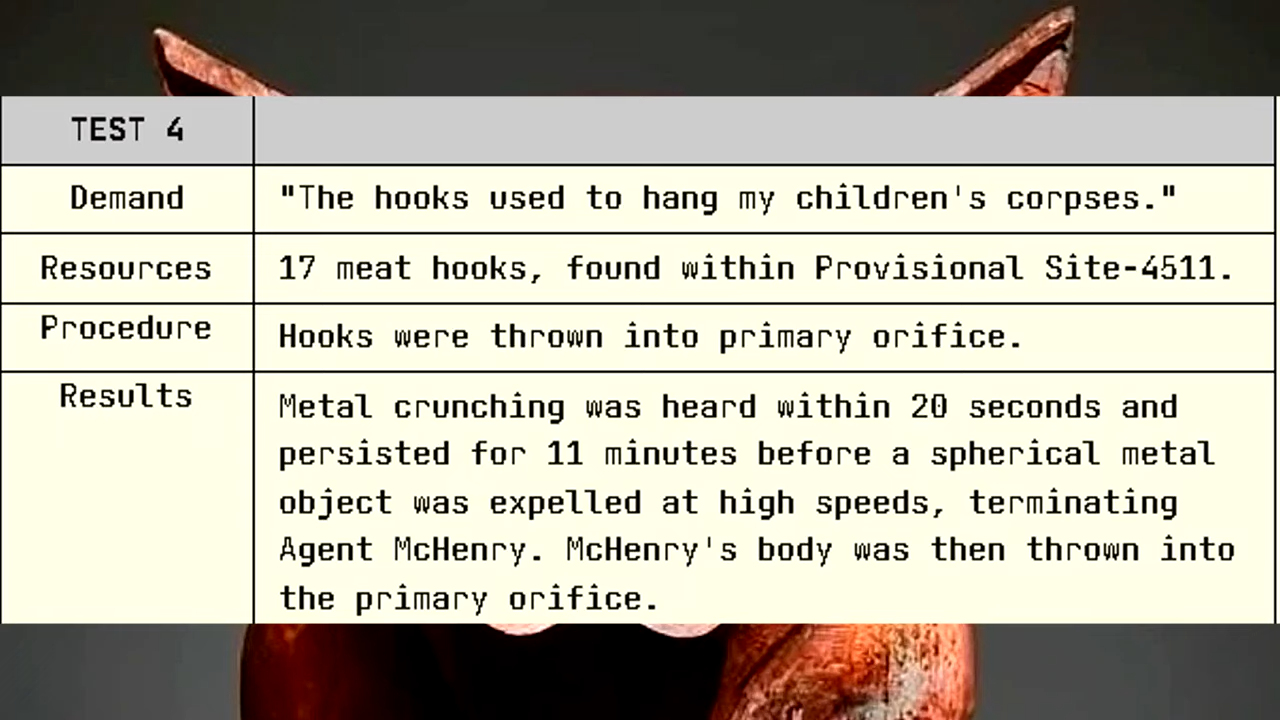 TEST 4
Demand
"The hooks used to hang my children's corpses."
Resources
17 meat hooks, found within Provisional Site-4511.
Procedure
Hooks were thrown into primary orifice.
Results
Metal crunching was heard within 20 seconds and
persisted for 11 minutes before a spherical metal
object was expelled at high speeds, terminating
Agent McHenry. McHenry's body was then thrown into
the primary orifice.